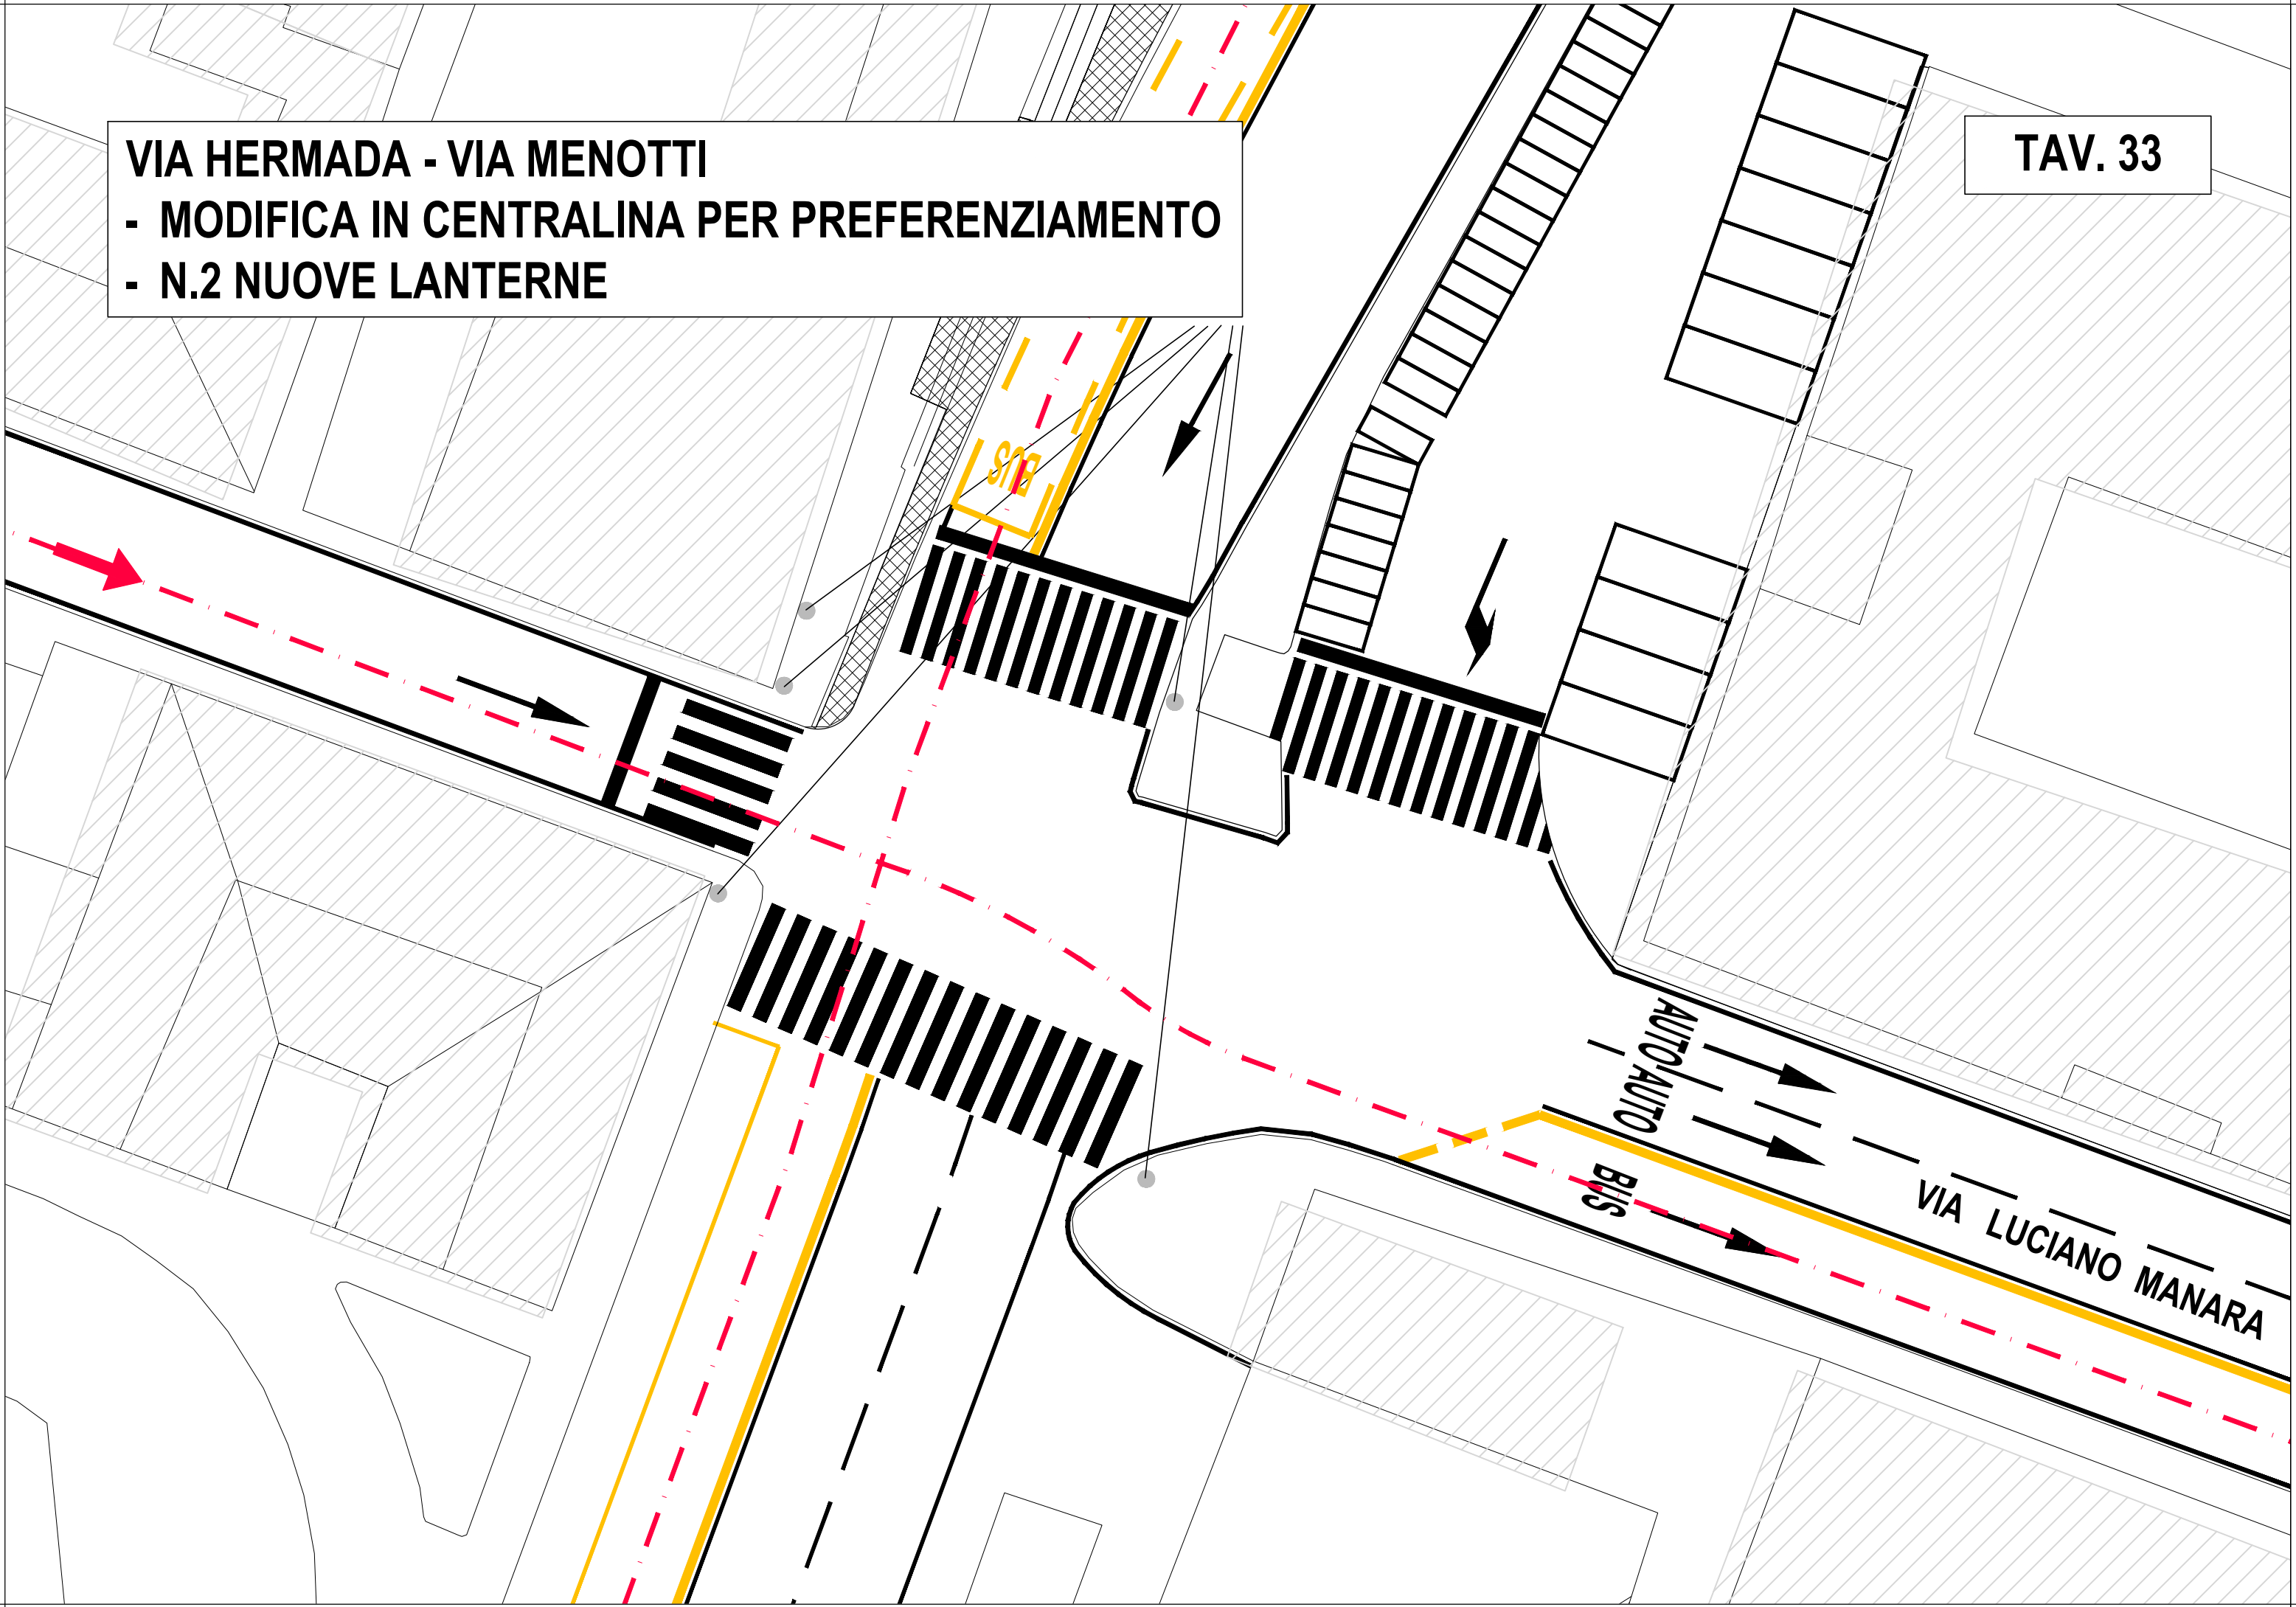 VIA HERMADA - VIA MENOTTI
- MODIFICA IN CENTRALINA PER PREFERENZIAMENTO
- N.2 NUOVE LANTERNE
TAV. 33
BUS
AUTO
AUTO
BUS
VIA LUCIANO MANARA